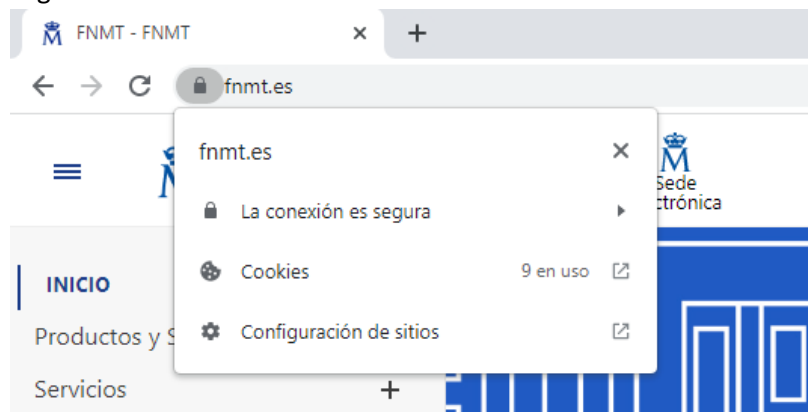 FNMT - FNMT
fnmt.es
fnmt.es
La conexión es segura
Cookies 9 en uso
Configuración de sitios
Sede
ctrónica
INICIO
Productos y S
Servicios